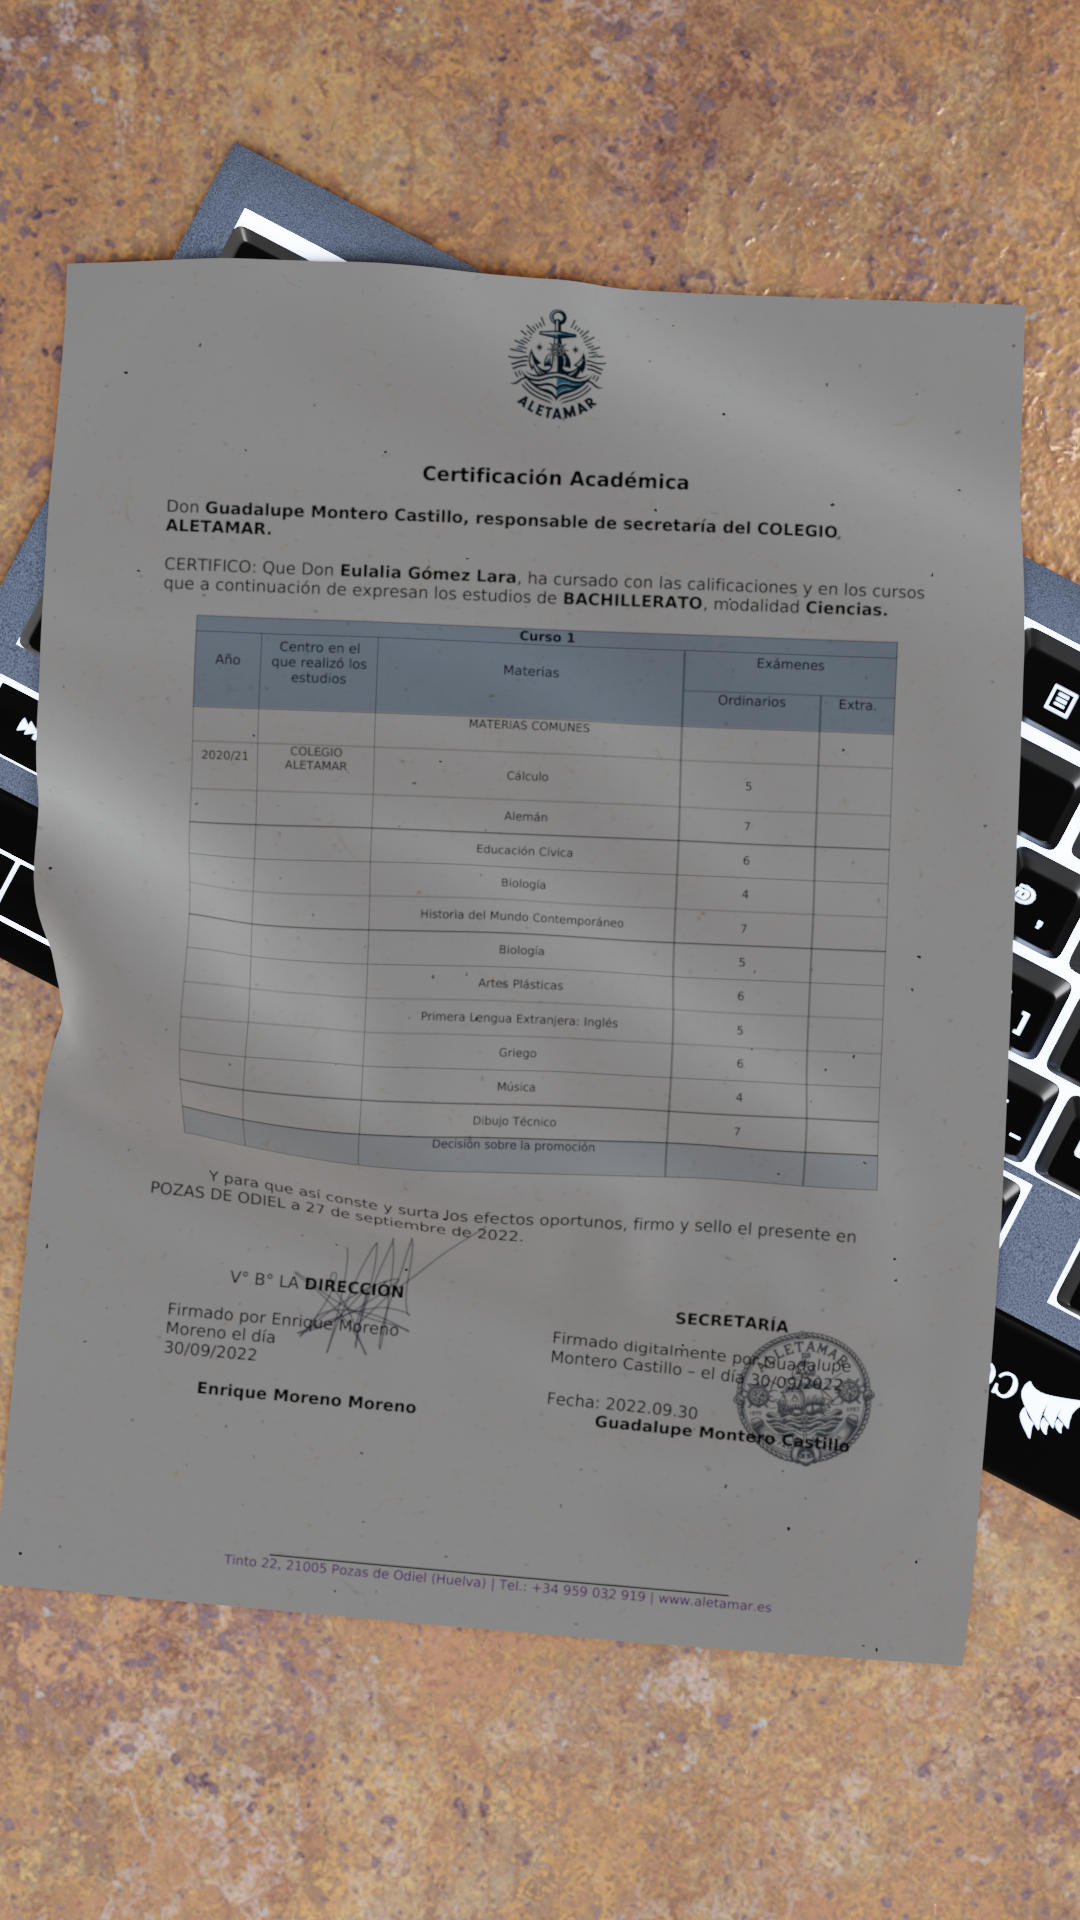 ALETAMAR
Certificación Académica
Don Guadalupe Montero Castillo, responsable de secretaría del COLEGIO
ALETAMAR.
CERTIFICO: Que Don Eulalia Gómez Lara, ha cursado con las calificaciones y en los cursos
que a continuación de expresan los estudios de BACHILLERATO, modalidad Ciencias.
Curso 1
Año
Centro en el
que realizó los
estudios
Materias
Exámenes
Ordinarios
Extra.
MATERIAS COMUNES
2020/21
COLEGIO
ALETAMAR
Cálculo 5
Alemán 7
Educación Cívica 6
Biología 4
Historia del Mundo Contemporáneo 7
Biología 5
Artes Plásticas 6
Primera Lengua Extranjera: Inglés 5
Griego 6
Música 4
Dibujo Técnico 7
Decisión sobre la promoción
Y para que así conste y surta los efectos oportunos, firmo y sello el presente en
POZAS DE ODIEL a 27 de septiembre de 2022.
V° B° LA DIRECCIÓN
Firmado por Enrique Moreno
Moreno el día
30/09/2022
Enrique Moreno Moreno
SECRETARÍA
Firmado digitalmente por Guadalupe
Montero Castillo – el día 30/09/2022
Fecha: 2022.09.30
Guadalupe Montero Castillo
ALETAMAR
Tinto 22, 21005 Pozas de Odiel (Huelva) | Tel.: +34 959 032 919 | www.aletamar.es
@
,
]
_